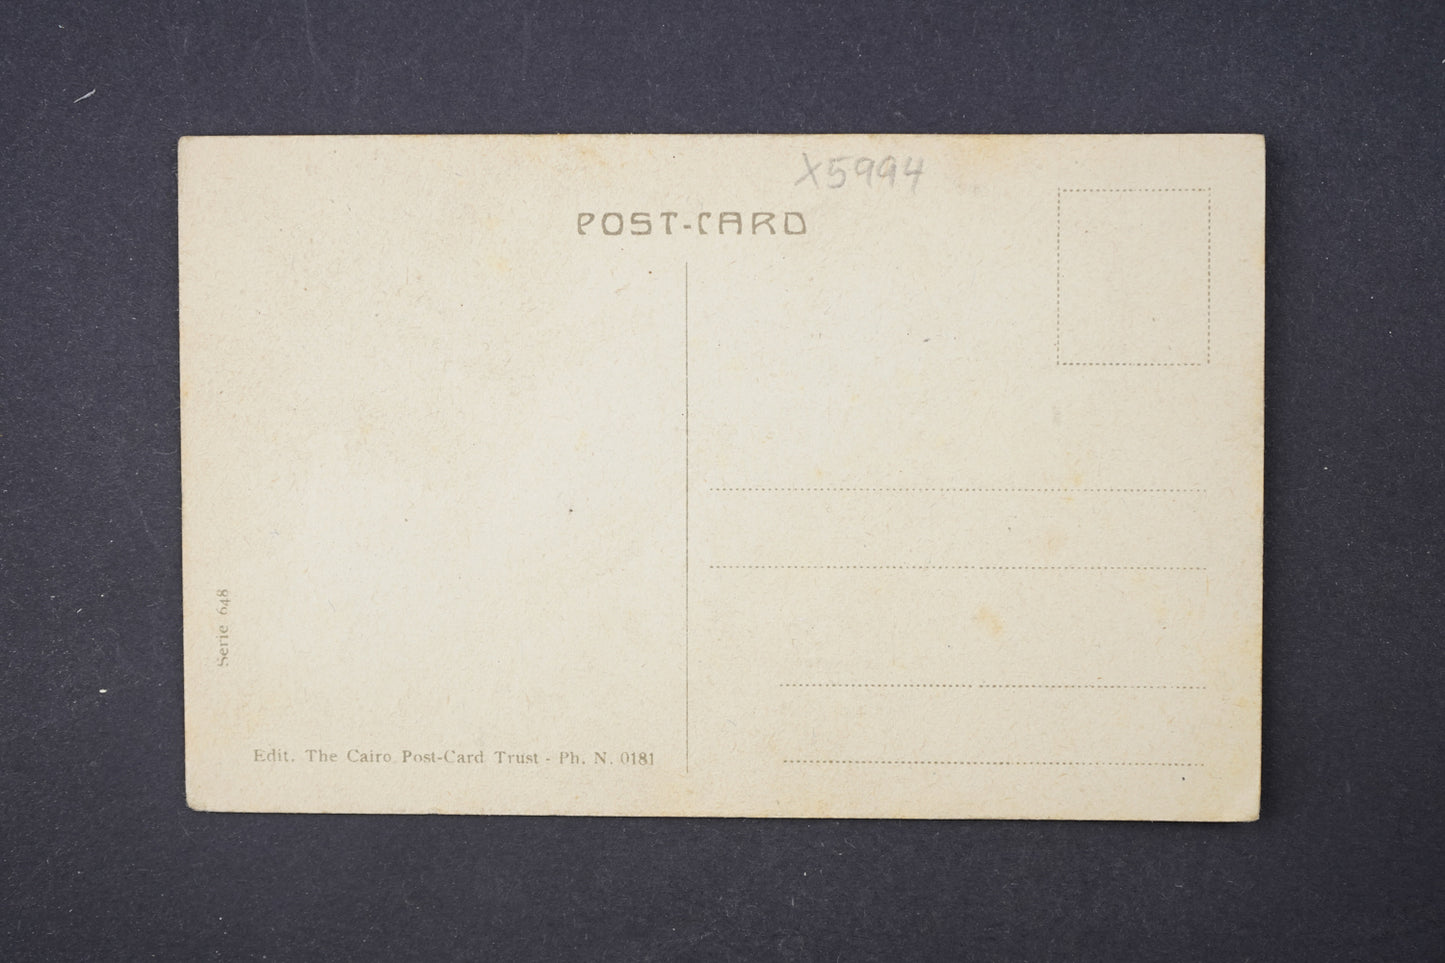 X5994
POST-CARD
Serie 648
Edit. The Cairo Post-Card Trust - Ph. N. 0181